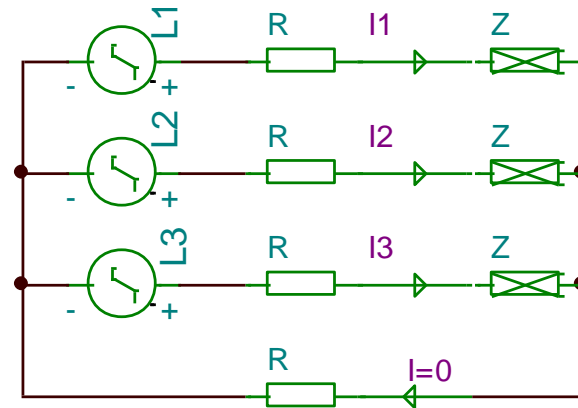 L1 R I1 Z
- +
L2 R I2 Z
- +
L3 R I3 Z
- +
R I=0